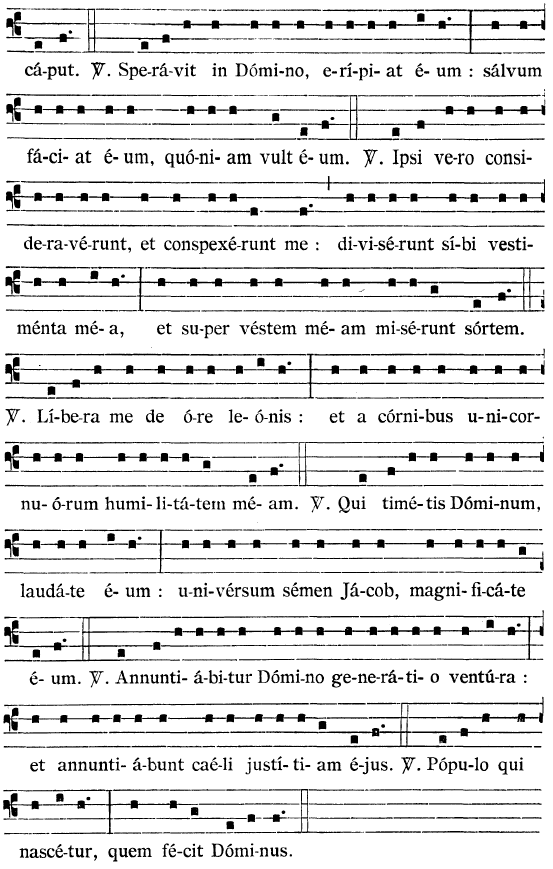 cá-put. ℣. Spe-rá-vit in Dómi-no, e-rí-pi-at é-um : sálvum
fá-ci-at é-um, quó-ni-am vult é-um. ℣. Ipsi ve-ro consi-
de-ra-vé-runt, et conspexé-runt me : di-vi-sé-runt sí-bi vesti-
ménta mé-a, et su-per véstem mé-am mi-sé-runt sórtem.
℣. Lí-be-ra me de ó-re le-ó-nis : et a córni-bus u-ni-cor-
nu-ó-rum humi-li-tá-tem mé-am. ℣. Qui timé-tis Dómi-num,
laudá-te é-um : u-ni-vérsum sémen Já-cob, magni-fi-cá-te
é-um. ℣. Annunti-á-bi-tur Dómi-no ge-ne-rá-ti-o ventú-ra :
et annunti-á-bunt caé-li justí-ti-am é-jus. ℣. Pópu-lo qui
nascé-tur, quem fé-cit Dómi-nus.